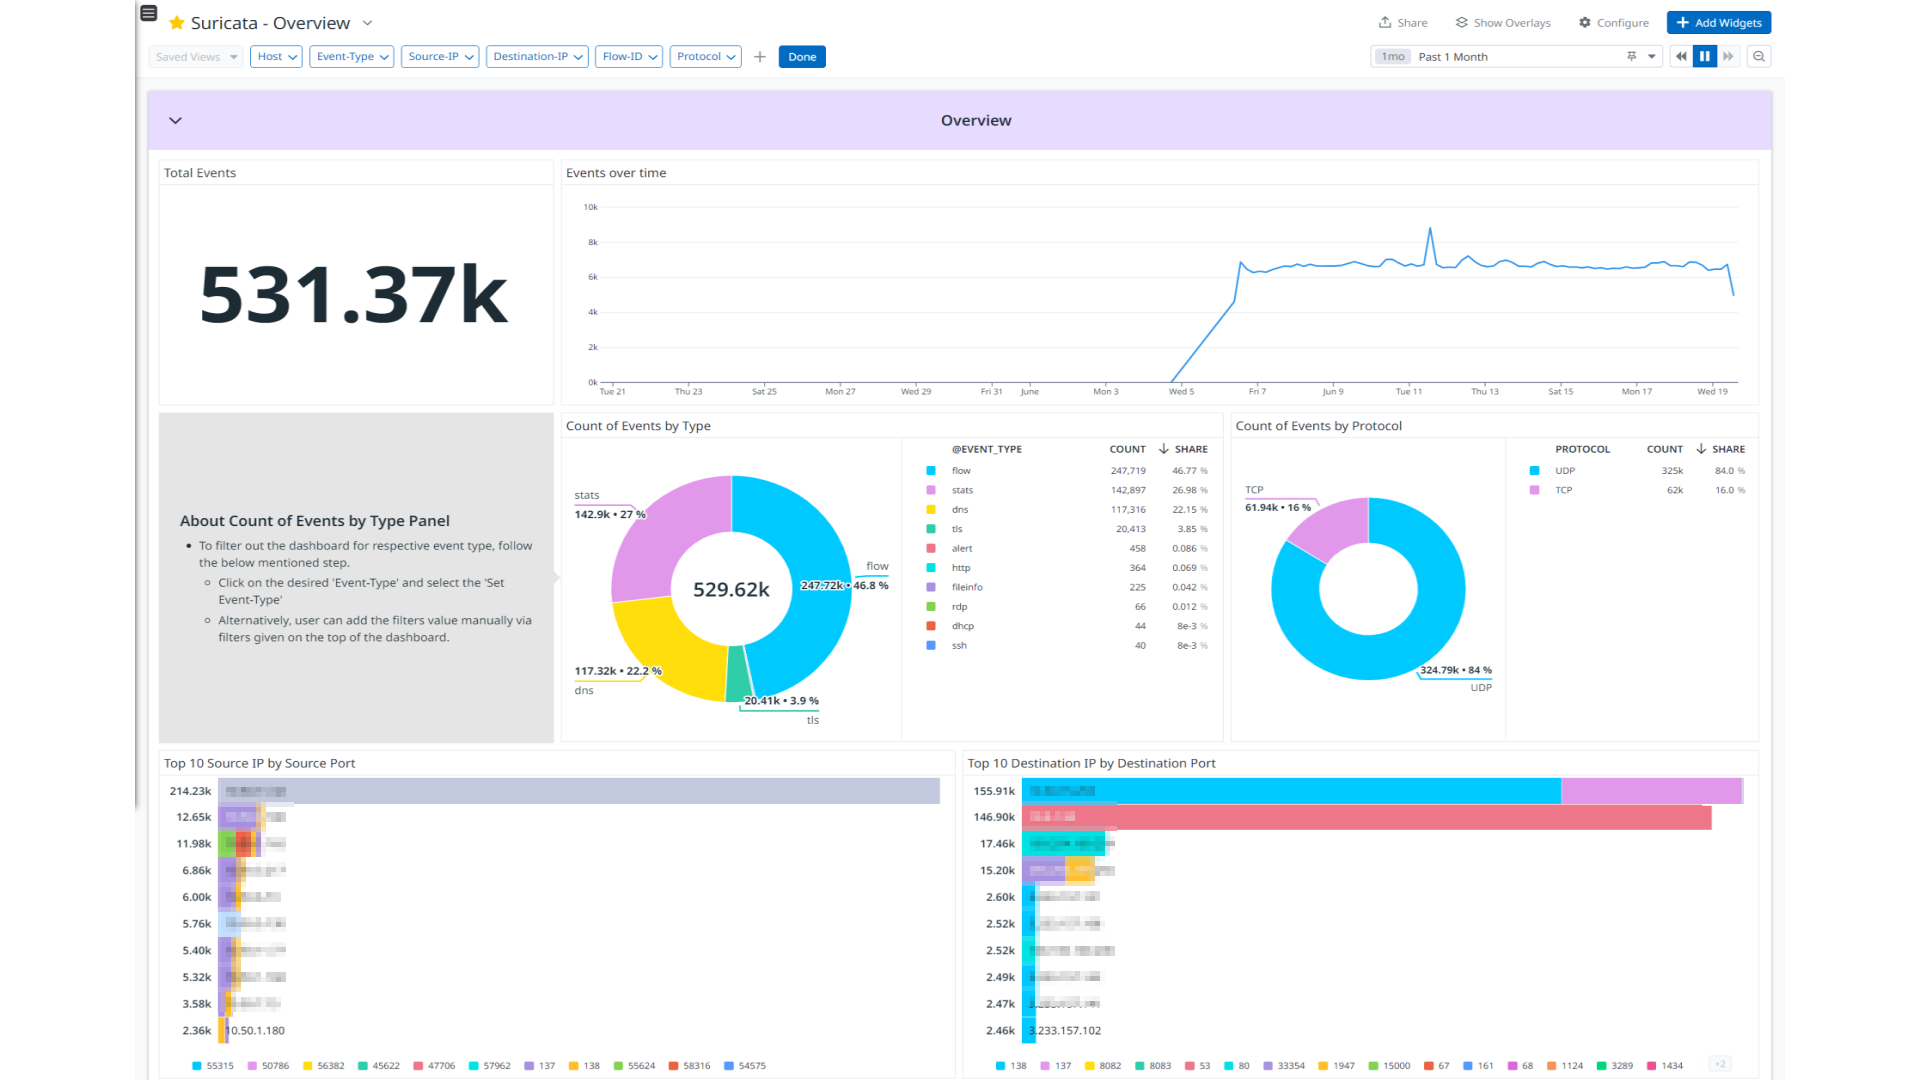 Suricata - Overview
Share
Show Overlays
Configure
Add Widgets
Saved Views
Host
Event-Type
Source-IP
Destination-IP
Flow-ID
Protocol
Done
1mo
Past 1 Month
Overview
Total Events
531.37k
Events over time
10k
8k
6k
4k
2k
0k
Tue 21
Thu 23
Sat 25
Mon 27
Wed 29
Fri 31
June
Mon 3
Wed 5
Fri 7
Jun 9
Tue 11
Thu 13
Sat 15
Mon 17
Wed 19
About Count of Events by Type Panel
• To filter out the dashboard for respective event type, follow
the below mentioned step.
Click on the desired 'Event-Type' and select the 'Set
Event-Type'
Alternatively, user can add the filters value manually via
filters given on the top of the dashboard.
Count of Events by Type
stats
142.9k • 27 %
flow
247.72k • 46.8 %
529.62k
117.32k • 22.2 %
dns
20.41k • 3.9 %
tls
@EVENT_TYPE COUNT SHARE
flow 247,719 46.77 %
stats 142,897 26.98 %
dns 117,316 22.15 %
tls 20,413 3.85 %
alert 458 0.086 %
http 364 0.069 %
fileinfo 225 0.042 %
rdp 66 0.012 %
dhcp 44 8e-3 %
ssh 40 8e-3 %
Count of Events by Protocol
TCP
61.94k • 16 %
324.79k • 84 %
UDP
PROTOCOL COUNT SHARE
UDP 325k 84.0 %
TCP 62k 16.0 %
Top 10 Source IP by Source Port
214.23k
12.65k
11.98k
6.86k
6.00k
5.76k
5.40k
5.32k
3.58k
2.36k 10.50.1.180
55315 50786 56382 45622 47706 57962 137 138 55624 58316 54575
Top 10 Destination IP by Destination Port
155.91k
146.90k
17.46k
15.20k
2.60k
2.52k
2.52k
2.49k
2.47k
2.46k 3.233.157.102
138 137 8082 8083 53 80 33354 1947 15000 67 161 68 1124 3289 1434 +2